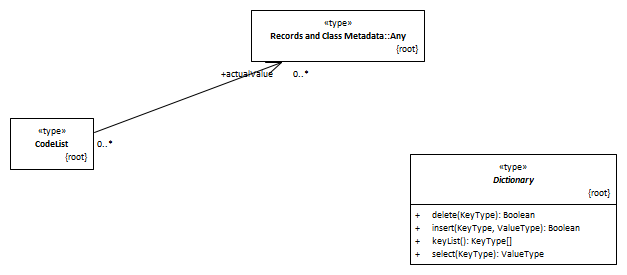 «type»
Records and Class Metadata::Any
{root}
+actualValue
0..*
«type»
CodeList
{root}
0..*
«type»
Dictionary
{root}
+ delete(KeyType): Boolean
+ insert(KeyType, ValueType): Boolean
+ keyList(): KeyType[]
+ select(KeyType): ValueType